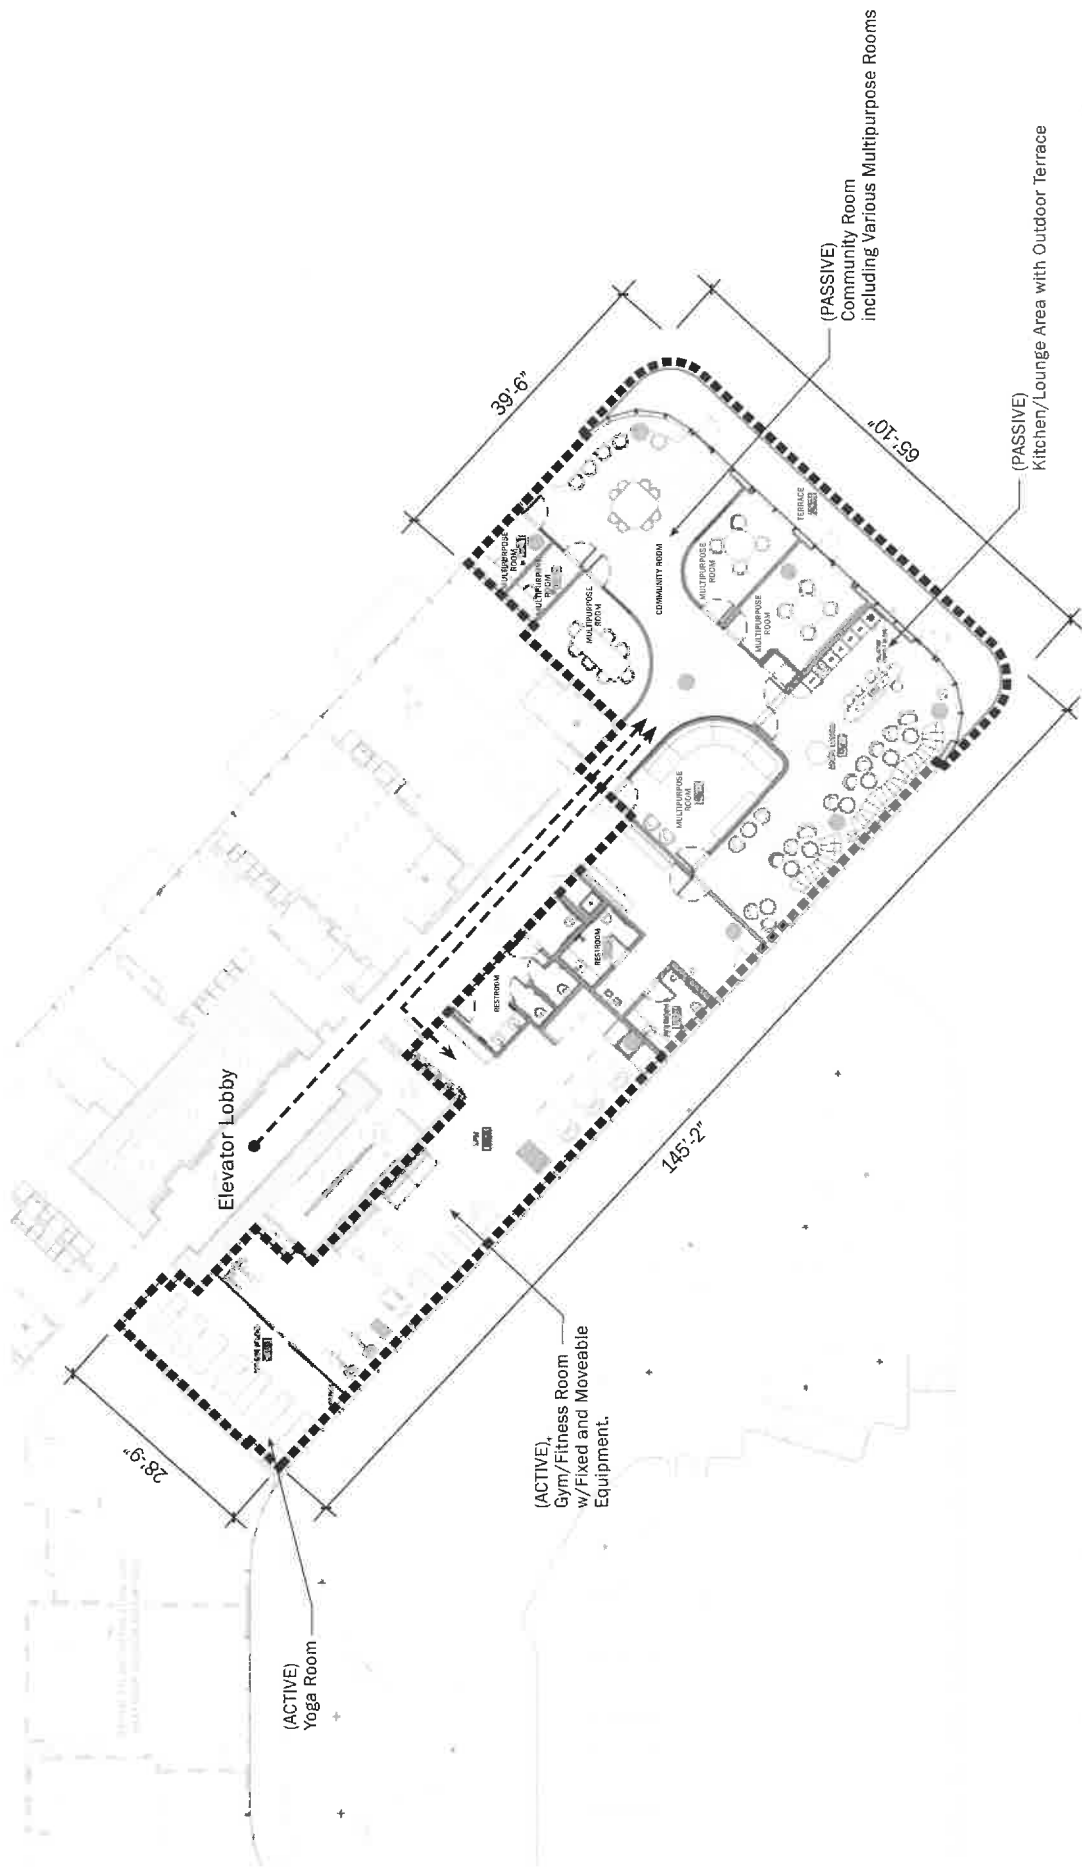 Elevator Lobby
39'-6"
65'-10"
145'-2"
28'-9"
(PASSIVE)
Community Room
including Various Multipurpose Rooms
(PASSIVE)
Kitchen/Lounge Area with Outdoor Terrace
(ACTIVE)
Gym/Fitness Room
w/Fixed and Moveable
Equipment.
(ACTIVE)
Yoga Room
MULTIPURPOSE
ROOM
MULTIPURPOSE
ROOM
MULTIPURPOSE
ROOM
COMMUNITY ROOM
MULTIPURPOSE
ROOM
MULTIPURPOSE
ROOM
TERRACE
MULTIPURPOSE
ROOM
RESTROOM
RESTROOM
GYM